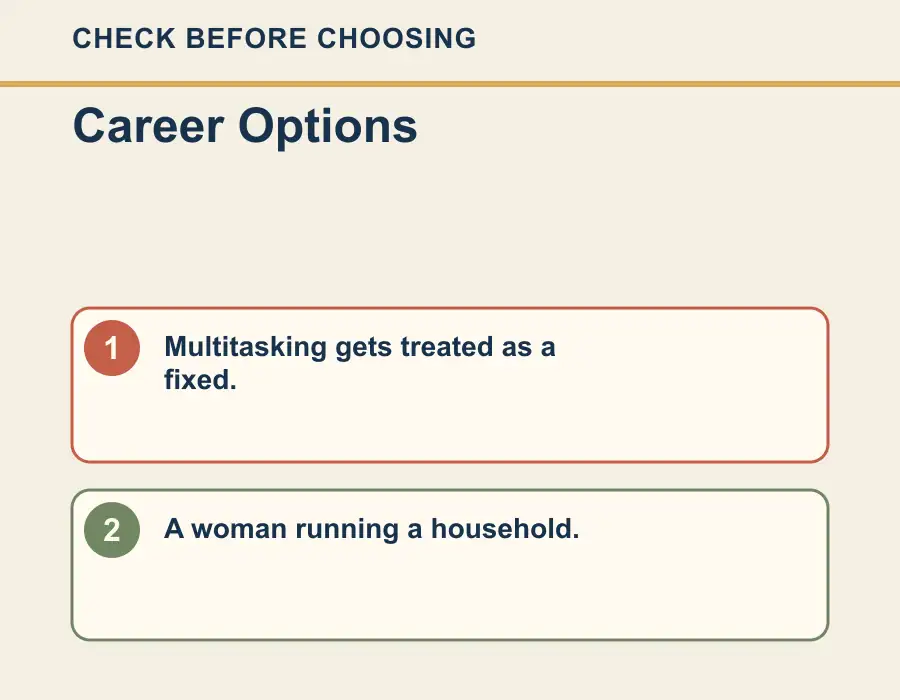 CHECK BEFORE CHOOSING
Career Options
1
Multitasking gets treated as a
fixed.
2
A woman running a household.